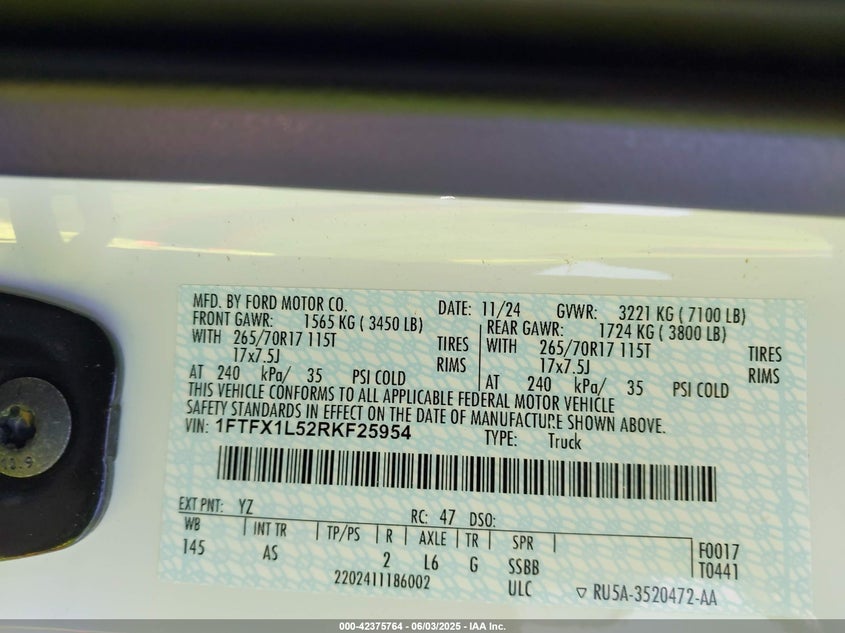 MFD. BY FORD MOTOR CO. DATE: 11/24 GVWR: 3221 KG ( 7100 LB)
FRONT GAWR: 1565 KG ( 3450 LB) REAR GAWR: 1724 KG ( 3800 LB)
WITH 265/70R17 115T TIRES WITH 265/70R17 115T TIRES
17x7.5J RIMS 17x7.5J RIMS
AT 240 kPa/ 35 PSI COLD AT 240 kPa/ 35 PSI COLD
THIS VEHICLE CONFORMS TO ALL APPLICABLE FEDERAL MOTOR VEHICLE
SAFETY STANDARDS IN EFFECT ON THE DATE OF MANUFACTURE SHOWN ABOVE.
VIN: 1FTFX1L52RKF25954 TYPE: Truck
EXT PNT: YZ RC: 47 DSO:
WB INT TR TP/PS R AXLE TR SPR F0017
145 AS 2 L6 G SSBB T0441
2202411186002 ULC ▽ RU5A-3520472-AA
10.9
000-42375764 - 06/03/2025 - IAA Inc.